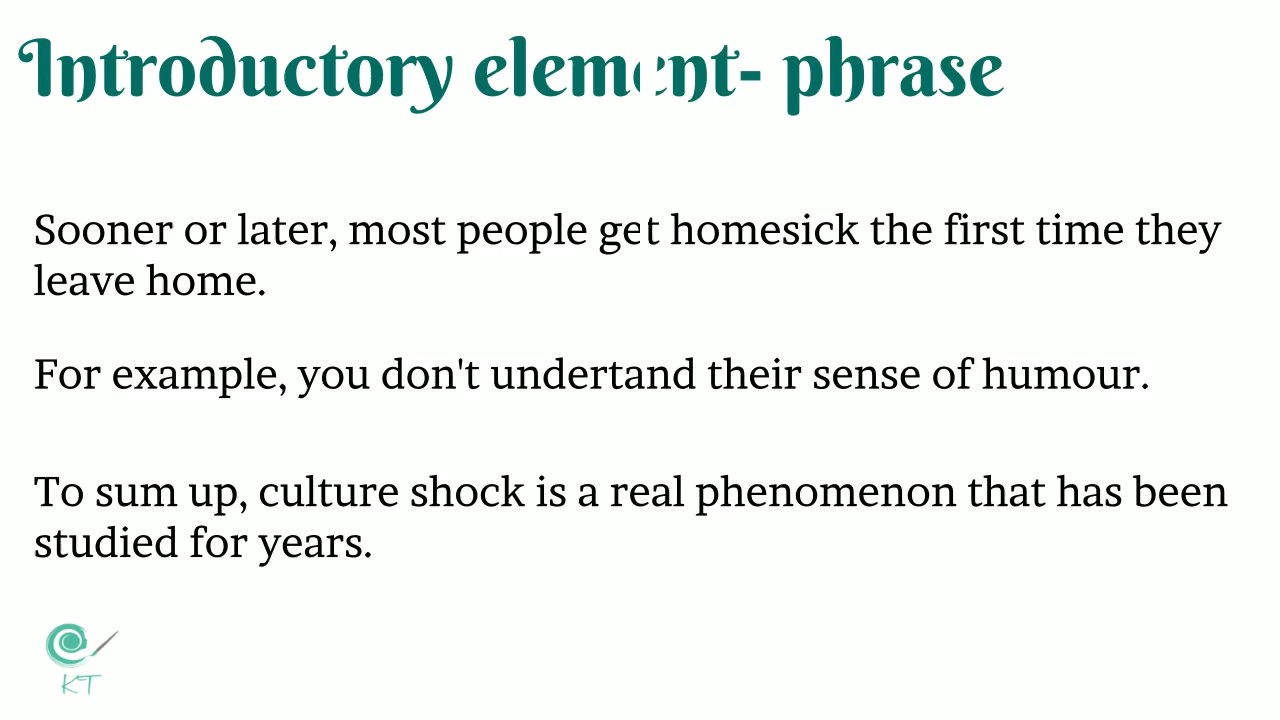 Introductory element- phrase
Sooner or later, most people get homesick the first time they
leave home.
For example, you don't undertand their sense of humour.
To sum up, culture shock is a real phenomenon that has been
studied for years.
KT